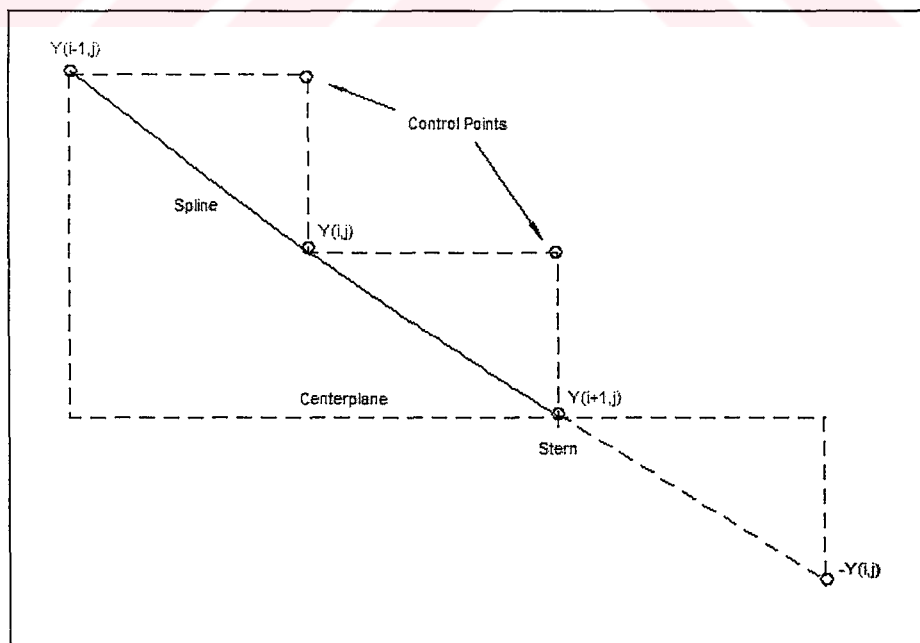 Y(i-1,j)
Control Points
Spline
Y(i,j)
Centerplane
Y(i+1,j)
Stern
-Y(i,j)